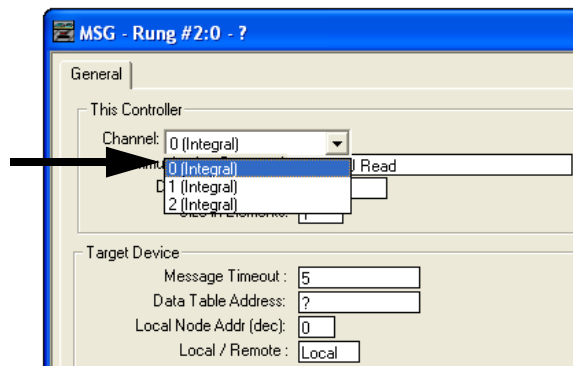 MSG - Rung #2:0 - ?
General
This Controller
Channel: 0 (Integral)
0 (Integral)
Read
1 (Integral)
2 (Integral)
Target Device
Message Timeout : 5
Data Table Address: ?
Local Node Addr (dec): 0
Local / Remote : Local